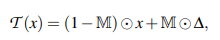 𝒯(x) = (1 − 𝕄) ⊙ x + 𝕄 ⊙ Δ,